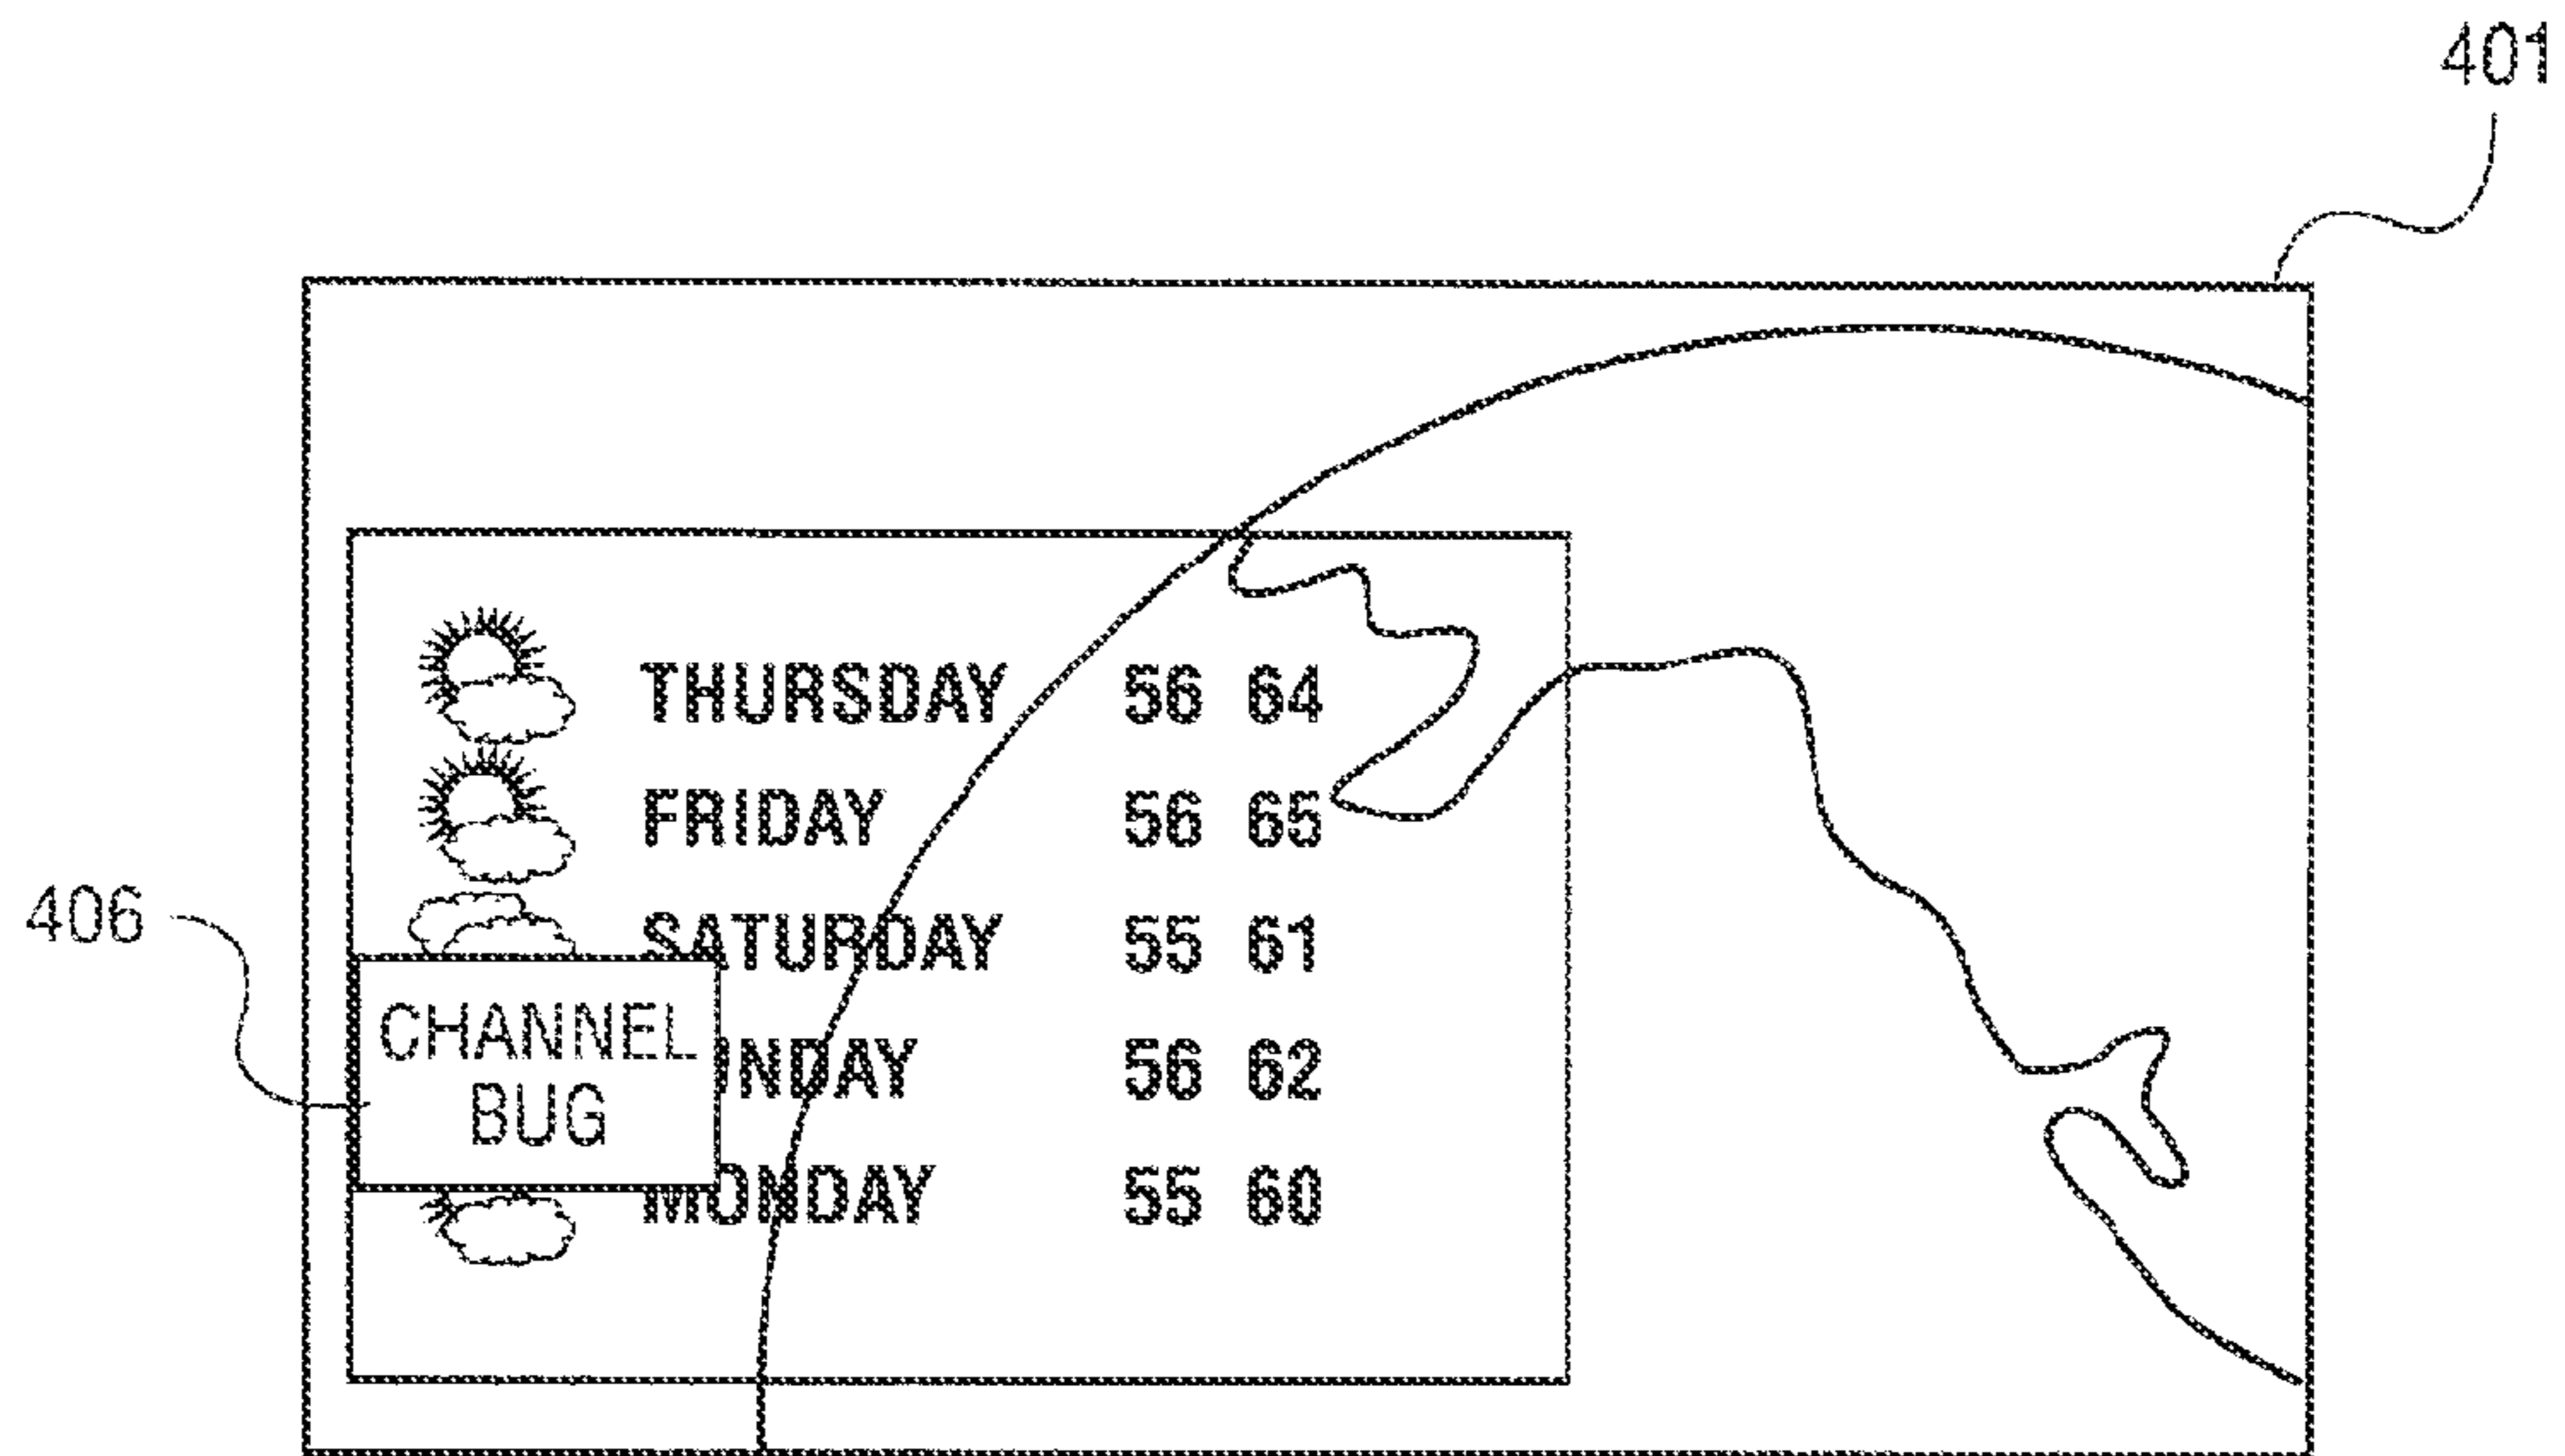 401
THURSDAY 56 64
FRIDAY 56 65
406
SATURDAY 55 61
CHANNEL
BUG
NDAY 56 62
MONDAY 55 60